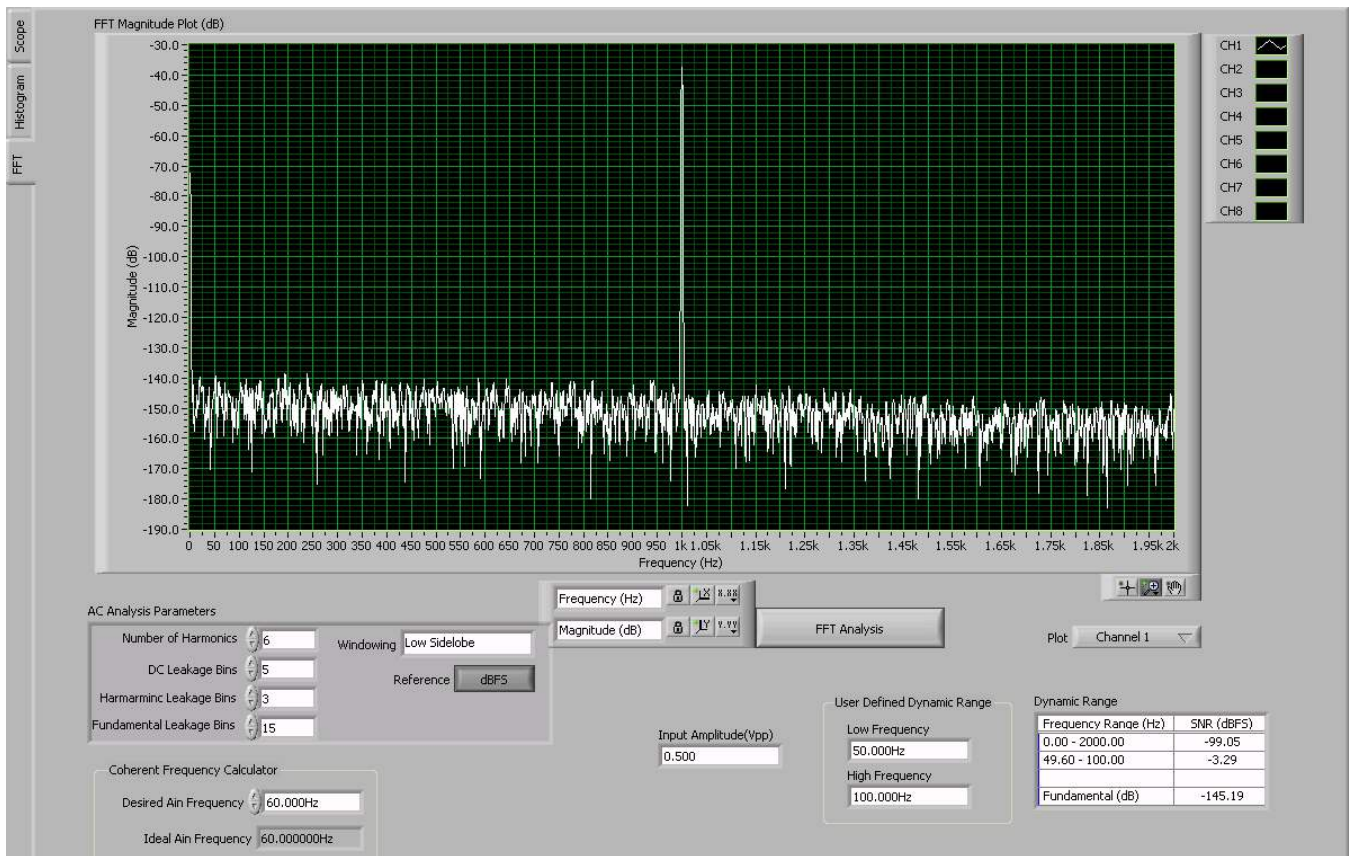 Scope
Histogram
FFT
FFT Magnitude Plot (dB)
-30.0
-40.0
-50.0
-60.0
-70.0
-80.0
-90.0
-100.0
-110.0
-120.0
-130.0
-140.0
-150.0
-160.0
-170.0
-180.0
-190.0
Magnitude (dB)
0 50 100 150 200 250 300 350 400 450 500 550 600 650 700 750 800 850 900 950 1k 1.05k 1.15k 1.25k 1.35k 1.45k 1.55k 1.65k 1.75k 1.85k 1.95k 2k
Frequency (Hz)
CH1
CH2
CH3
CH4
CH5
CH6
CH7
CH8
Frequency (Hz) X X.XX
Magnitude (dB) Y Y.YY
FFT Analysis
Plot Channel 1
AC Analysis Parameters
Number of Harmonics 6
DC Leakage Bins 5
Harmarminc Leakage Bins 3
Fundamental Leakage Bins 15
Windowing Low Sidelobe
Reference dBFS
Coherent Frequency Calculator
Desired Ain Frequency 60.000Hz
Ideal Ain Frequency 60.000000Hz
Input Amplitude(Vpp)
0.500
User Defined Dynamic Range
Low Frequency
50.000Hz
High Frequency
100.000Hz
Dynamic Range
Frequency Range (Hz) SNR (dBFS)
0.00 - 2000.00 -99.05
49.60 - 100.00 -3.29
Fundamental (dB) -145.19